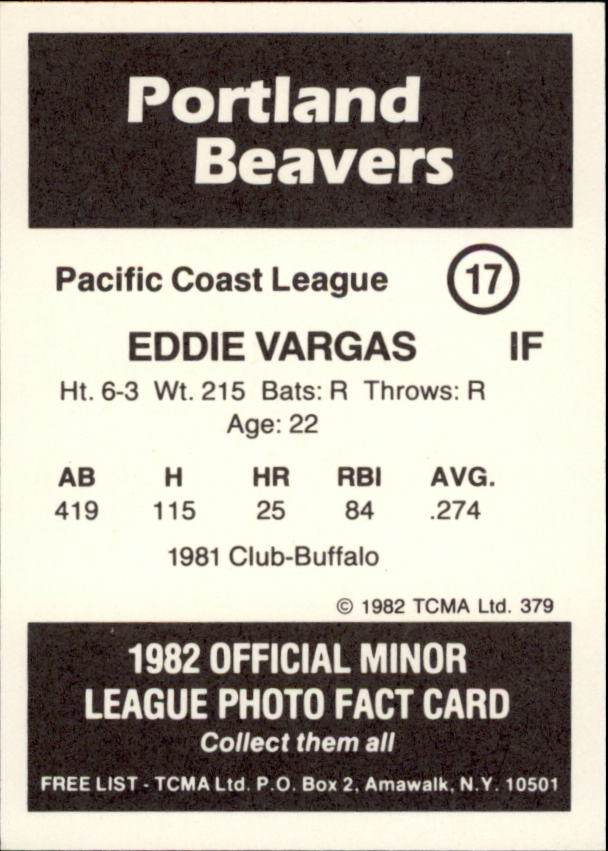 Portland
Beavers
Pacific Coast League 17
EDDIE VARGAS IF
Ht. 6-3 Wt. 215 Bats: R Throws: R
Age: 22
AB H HR RBI AVG.
419 115 25 84 .274
1981 Club-Buffalo
© 1982 TCMA Ltd. 379
1982 OFFICIAL MINOR
LEAGUE PHOTO FACT CARD
Collect them all
FREE LIST - TCMA Ltd. P.O. Box 2, Amawalk, N.Y. 10501